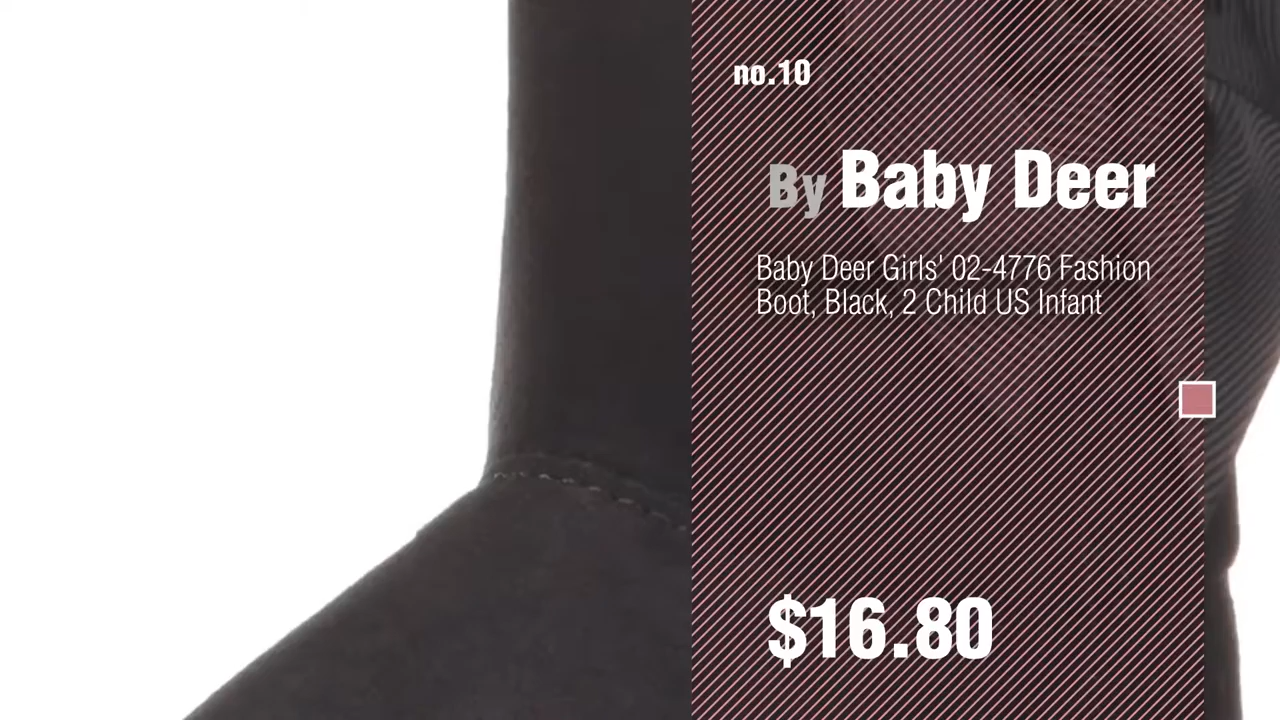 no.10
By Baby Deer
Baby Deer Girls' 02-4776 Fashion
Boot, Black, 2 Child US Infant
$16.80